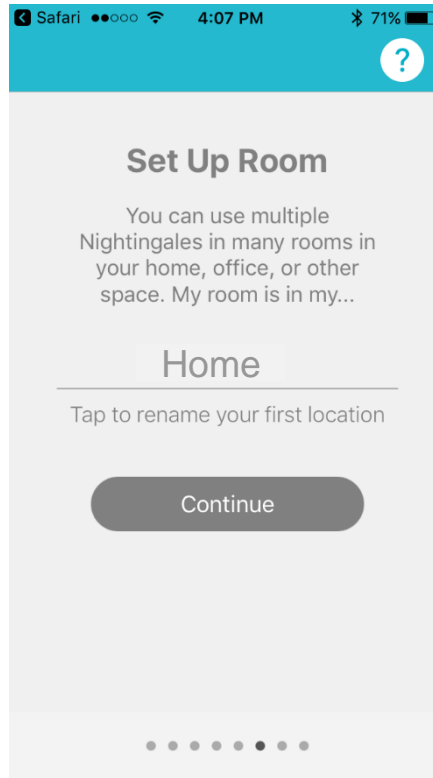 Safari 4:07 PM 71%
?
Set Up Room
You can use multiple
Nightingales in many rooms in
your home, office, or other
space. My room is in my...
Home
Tap to rename your first location
Continue